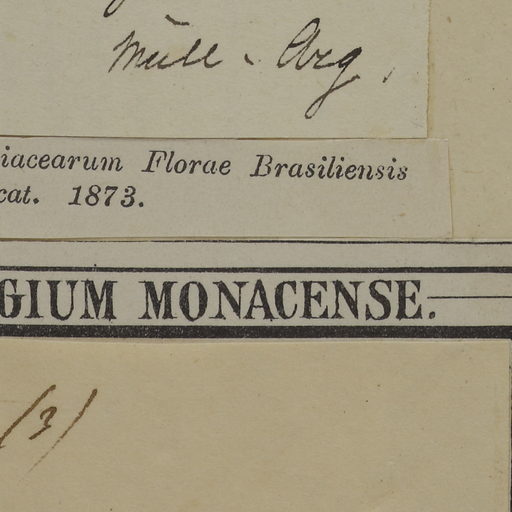 Müll - Arg.
iacearum Florae Brasiliensis
cat. 1873.
GIUM MONACENSE.
(3)